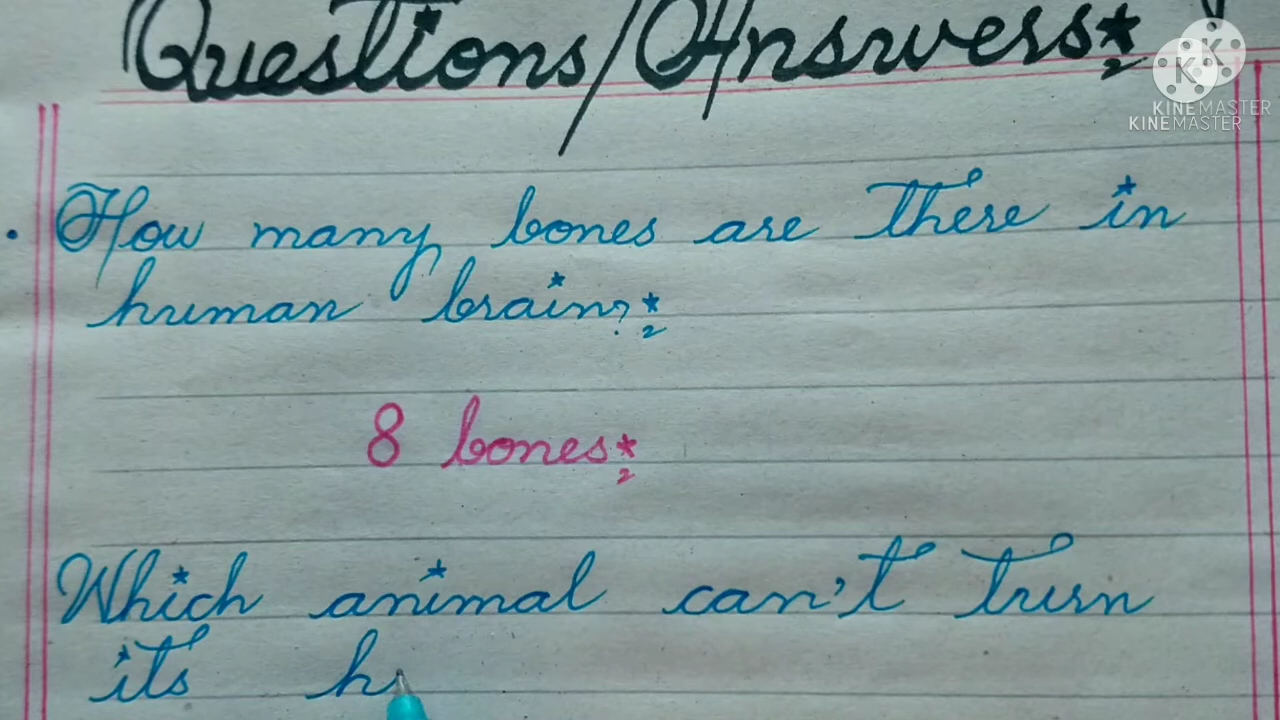 Questions/Answers
KINEMASTER
KINEMASTER
How many bones are there in
human brain?
8 bones
Which animal can't turn
its h